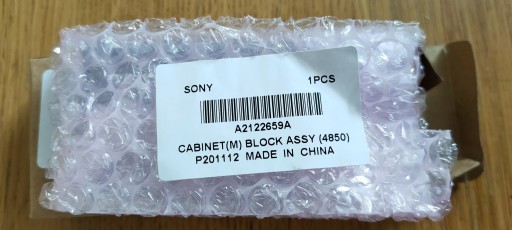 SONY 1PCS
A2122659A
CABINET(M) BLOCK ASSY (4850)
P201112 MADE IN CHINA